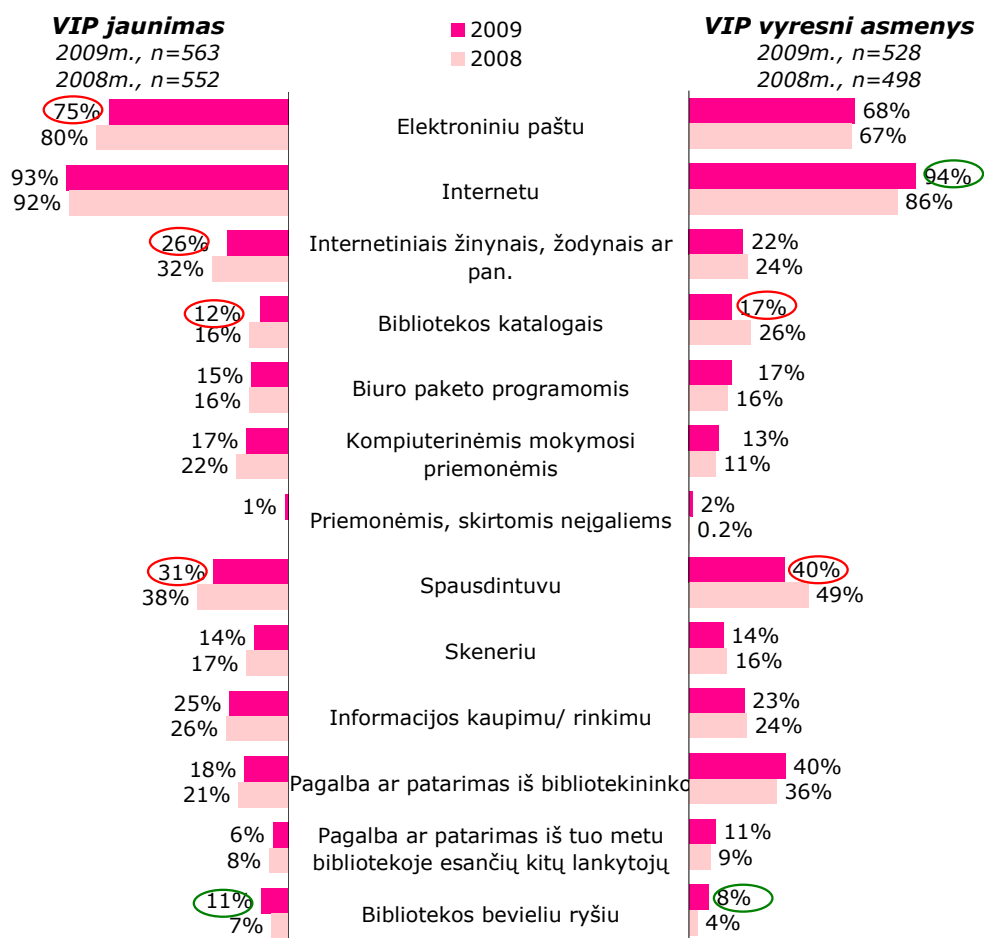 VIP jaunimas
2009m., n=563
2008m., n=552
2009
2008
VIP vyresni asmenys
2009m., n=528
2008m., n=498
75%
80%
Elektroniniu paštu
68%
67%
93%
92%
Internetu
94%
86%
26%
32%
Internetiniais žinynais, žodynais ar
pan.
22%
24%
12%
16%
Bibliotekos katalogais
17%
26%
15%
16%
Biuro paketo programomis
17%
16%
17%
22%
Kompiuterinėmis mokymosi
priemonėmis
13%
11%
1%
Priemonėmis, skirtomis neįgaliems
2%
0.2%
31%
38%
Spausdintuvu
40%
49%
14%
17%
Skeneriu
14%
16%
25%
26%
Informacijos kaupimu/ rinkimu
23%
24%
18%
21%
Pagalba ar patarimas iš bibliotekininko
40%
36%
6%
8%
Pagalba ar patarimas iš tuo metu
bibliotekoje esančių kitų lankytojų
11%
9%
11%
7%
Bibliotekos bevieliu ryšiu
8%
4%